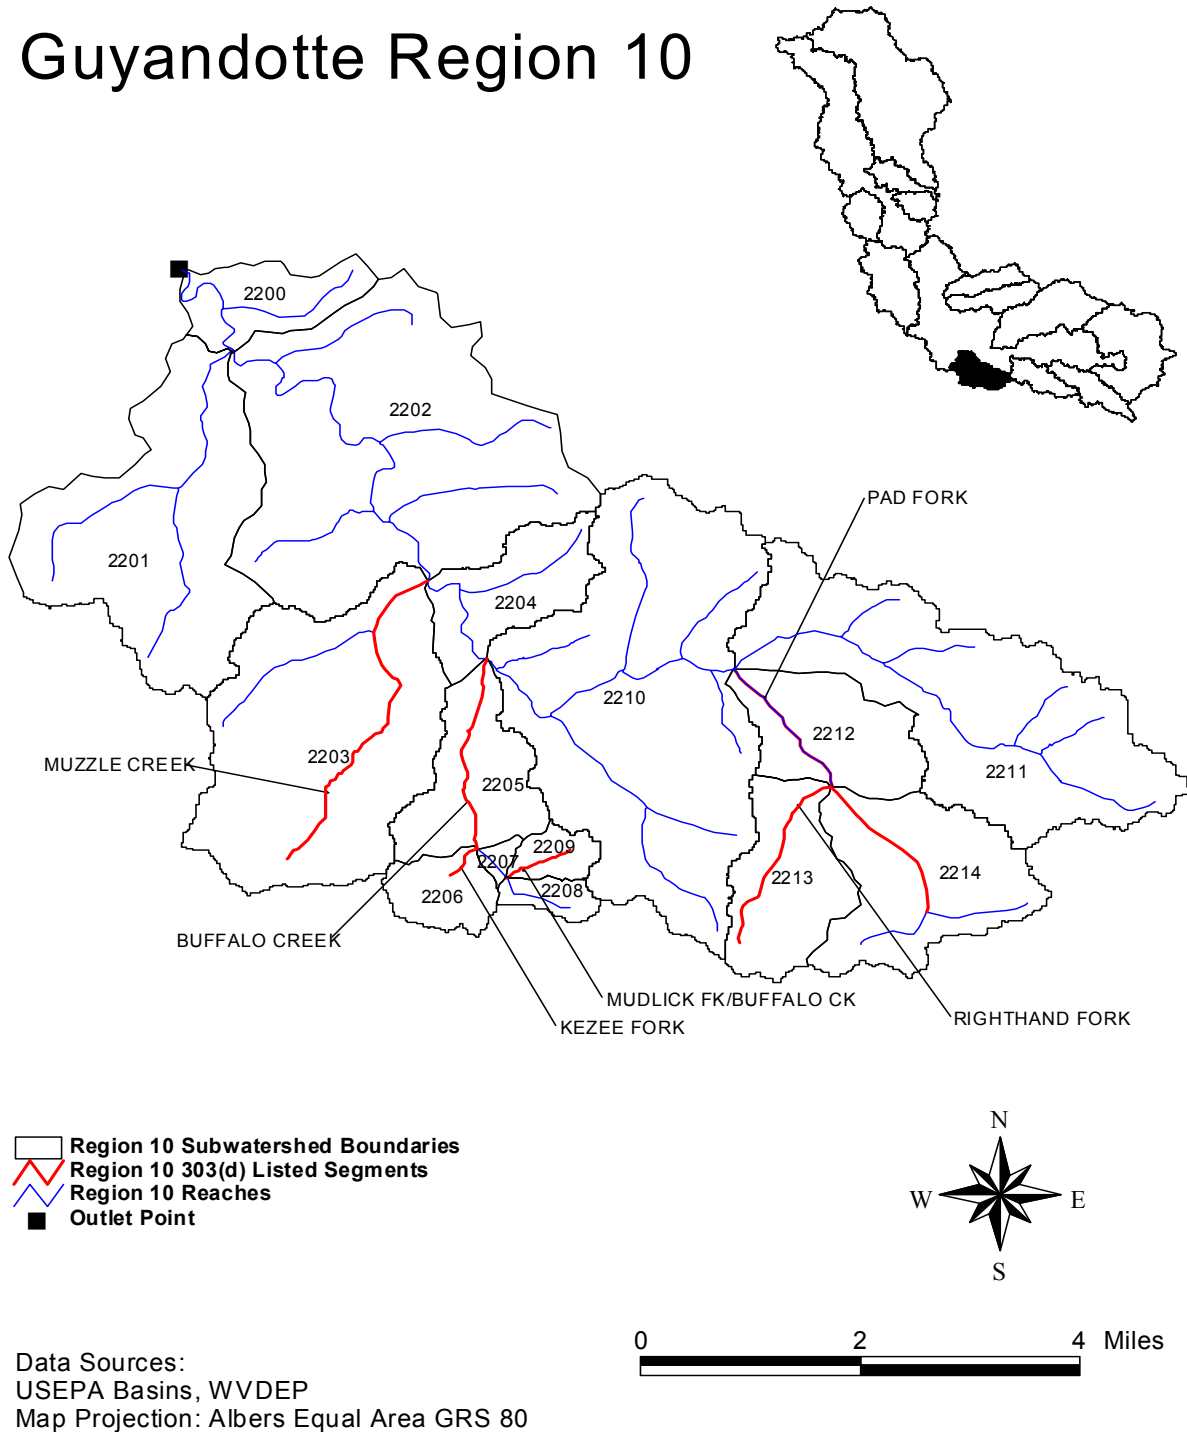 Guyandotte Region 10
2200
2202
PAD FORK
2201
2204
2210
2212
2203
MUZZLE CREEK
2211
2205
2209
2207
2214
2213
2208
2206
BUFFALO CREEK
MUDLICK FK/BUFFALO CK
RIGHTHAND FORK
KEZEE FORK
N
W
E
S
Region 10 Subwatershed Boundaries
Region 10 303(d) Listed Segments
Region 10 Reaches
Outlet Point
0 2 4 Miles
Data Sources:
USEPA Basins, WVDEP
Map Projection: Albers Equal Area GRS 80